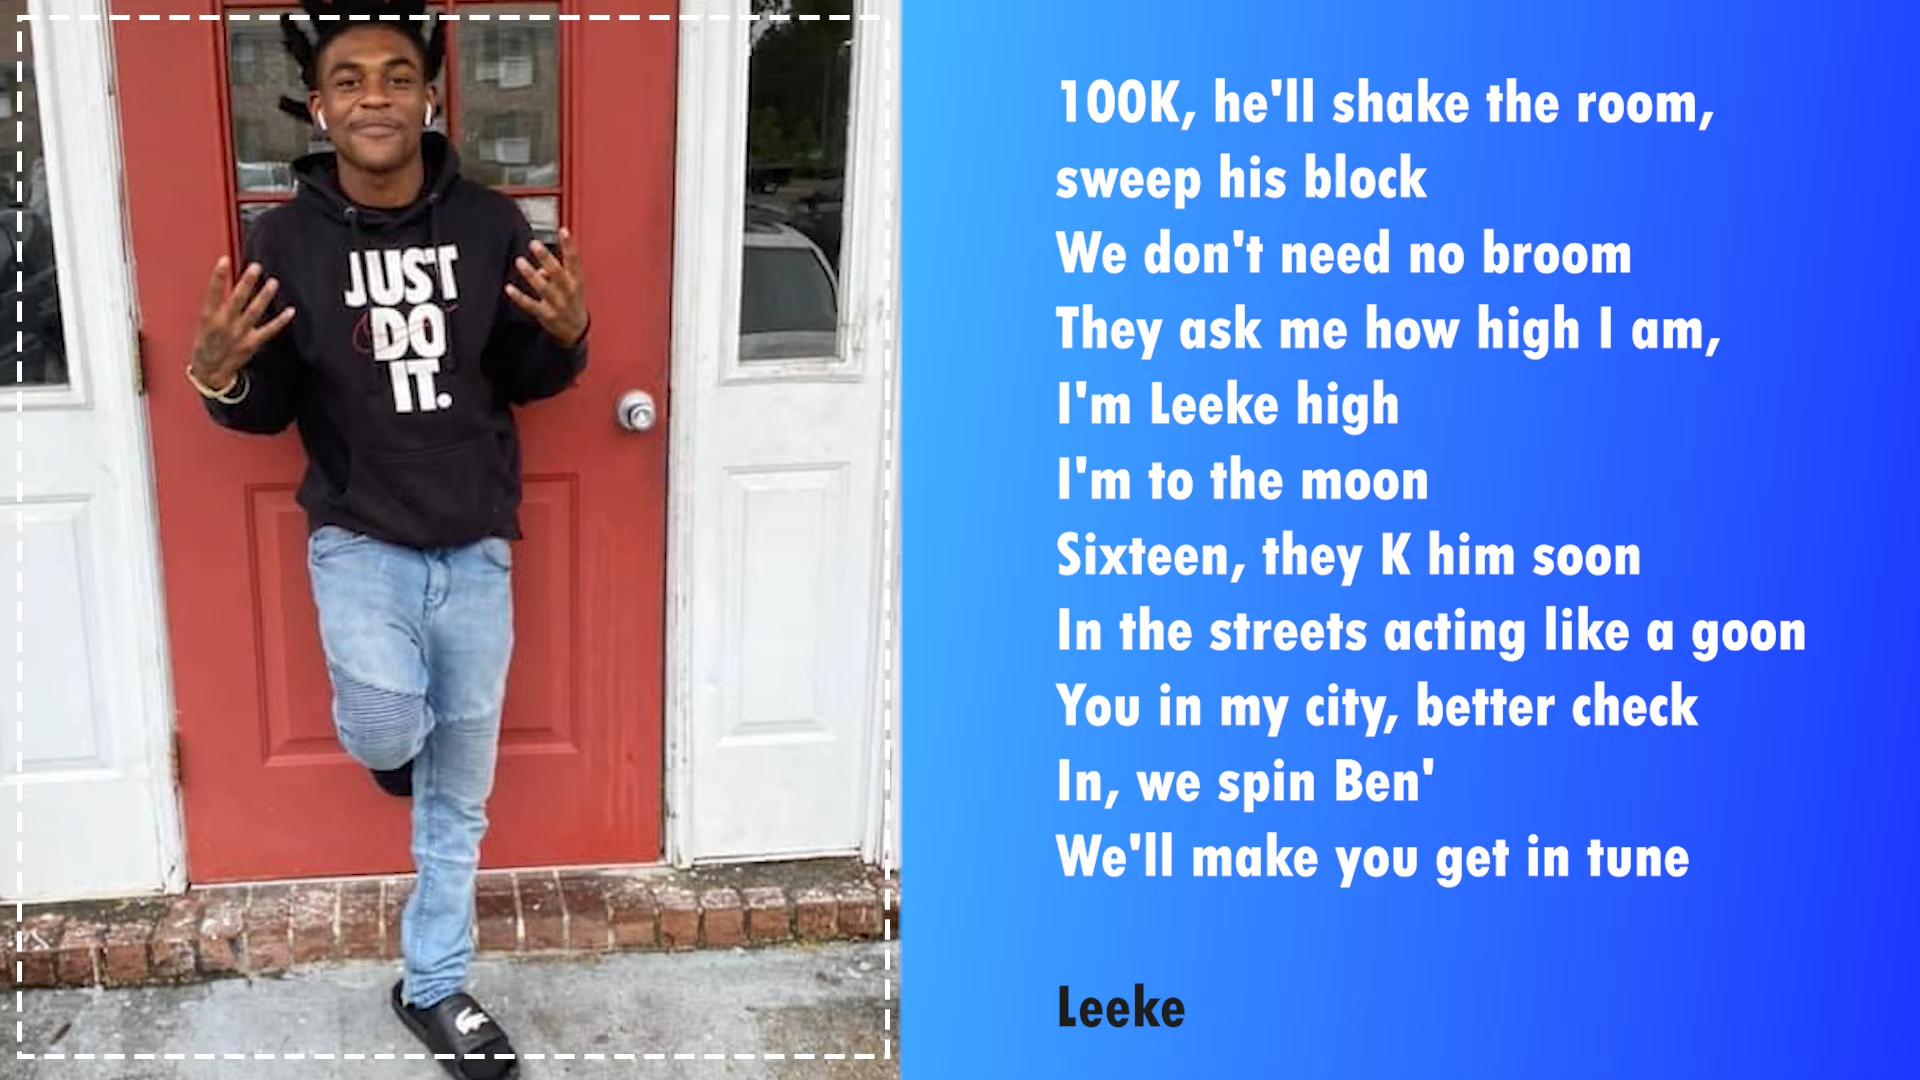 JUST
DO
IT.
100K, he'll shake the room,
sweep his block
We don't need no broom
They ask me how high I am,
I'm Leeke high
I'm to the moon
Sixteen, they K him soon
In the streets acting like a goon
You in my city, better check
In, we spin Ben'
We'll make you get in tune
Leeke